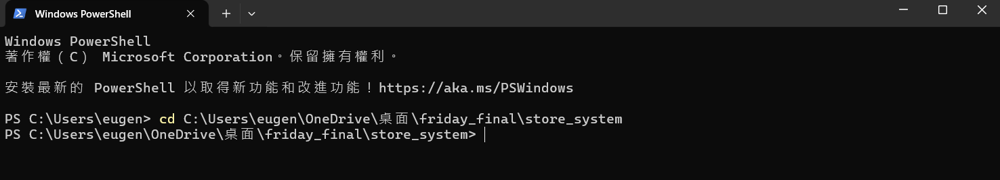 Windows PowerShell
Windows PowerShell
著作權（C） Microsoft Corporation。保留擁有權利。
安裝最新的 PowerShell 以取得新功能和改進功能！https://aka.ms/PSWindows
PS C:\Users\eugen> cd C:\Users\eugen\OneDrive\桌面\friday_final\store_system
PS C:\Users\eugen\OneDrive\桌面\friday_final\store_system>